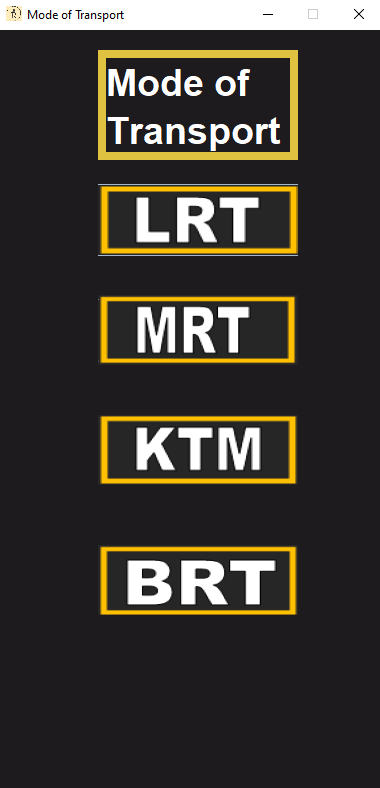 Mode of Transport
Mode of
Transport
LRT
MRT
KTM
BRT